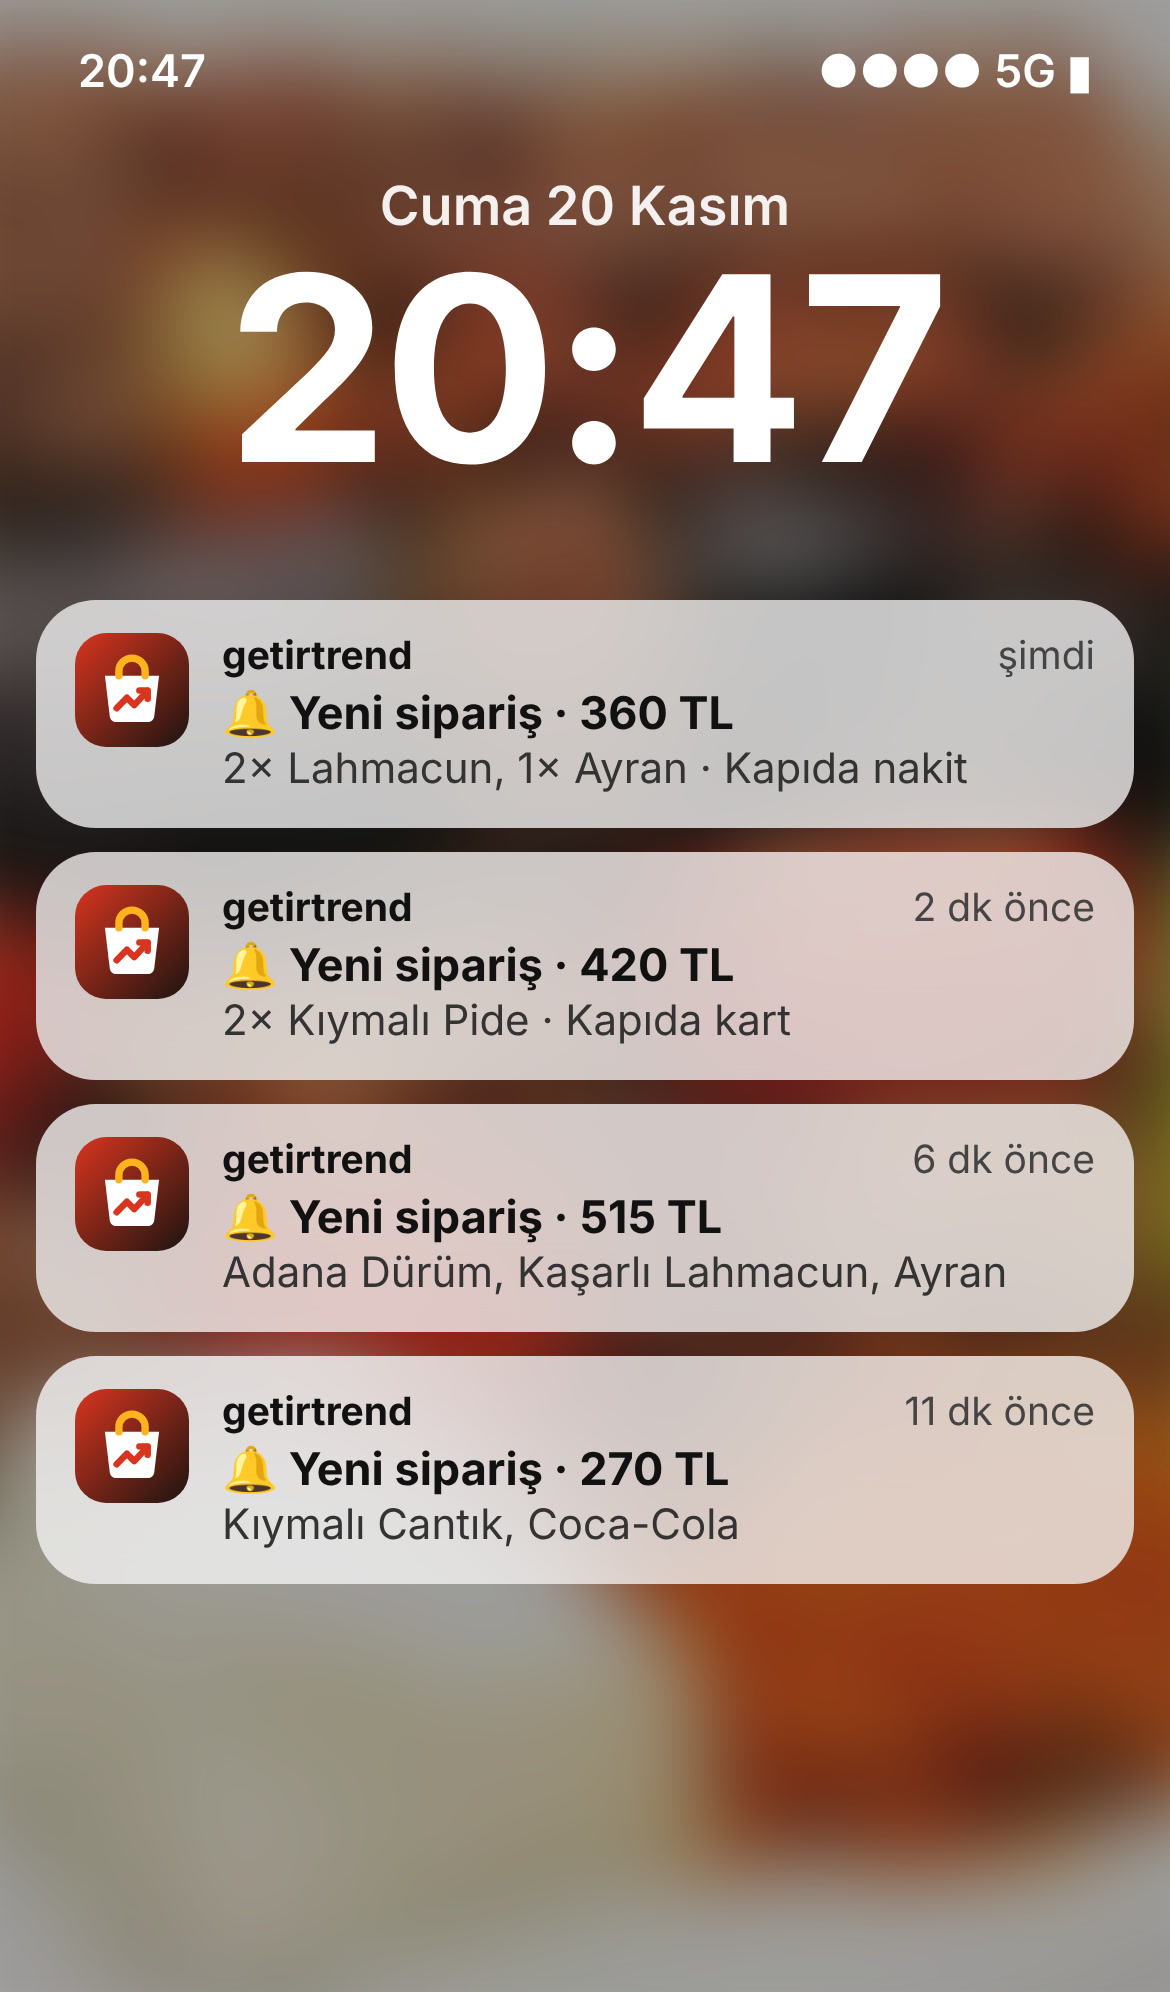 20:47
5G
Cuma 20 Kasım
20:47
getirtrend
şimdi
🔔 Yeni sipariş · 360 TL
2× Lahmacun, 1× Ayran · Kapıda nakit
getirtrend
2 dk önce
🔔 Yeni sipariş · 420 TL
2× Kıymalı Pide · Kapıda kart
getirtrend
6 dk önce
🔔 Yeni sipariş · 515 TL
Adana Dürüm, Kaşarlı Lahmacun, Ayran
getirtrend
11 dk önce
🔔 Yeni sipariş · 270 TL
Kıymalı Cantık, Coca-Cola